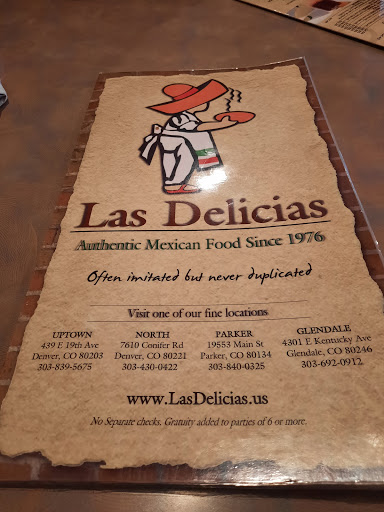 Las Delicias
Authentic Mexican Food Since 1976
Often imitated but never duplicated
Visit one of our fine locations
UPTOWN
439 E 19th Ave
Denver, CO 80203
303-839-5675
NORTH
7610 Conifer Rd
Denver, CO 80221
303-430-0422
PARKER
19553 Main St
Parker, CO 80134
303-840-0325
GLENDALE
4301 E Kentucky Ave
Glendale, CO 80246
303-692-0912
www.LasDelicias.us
No Separate checks. Gratuity added to parties of 6 or more.